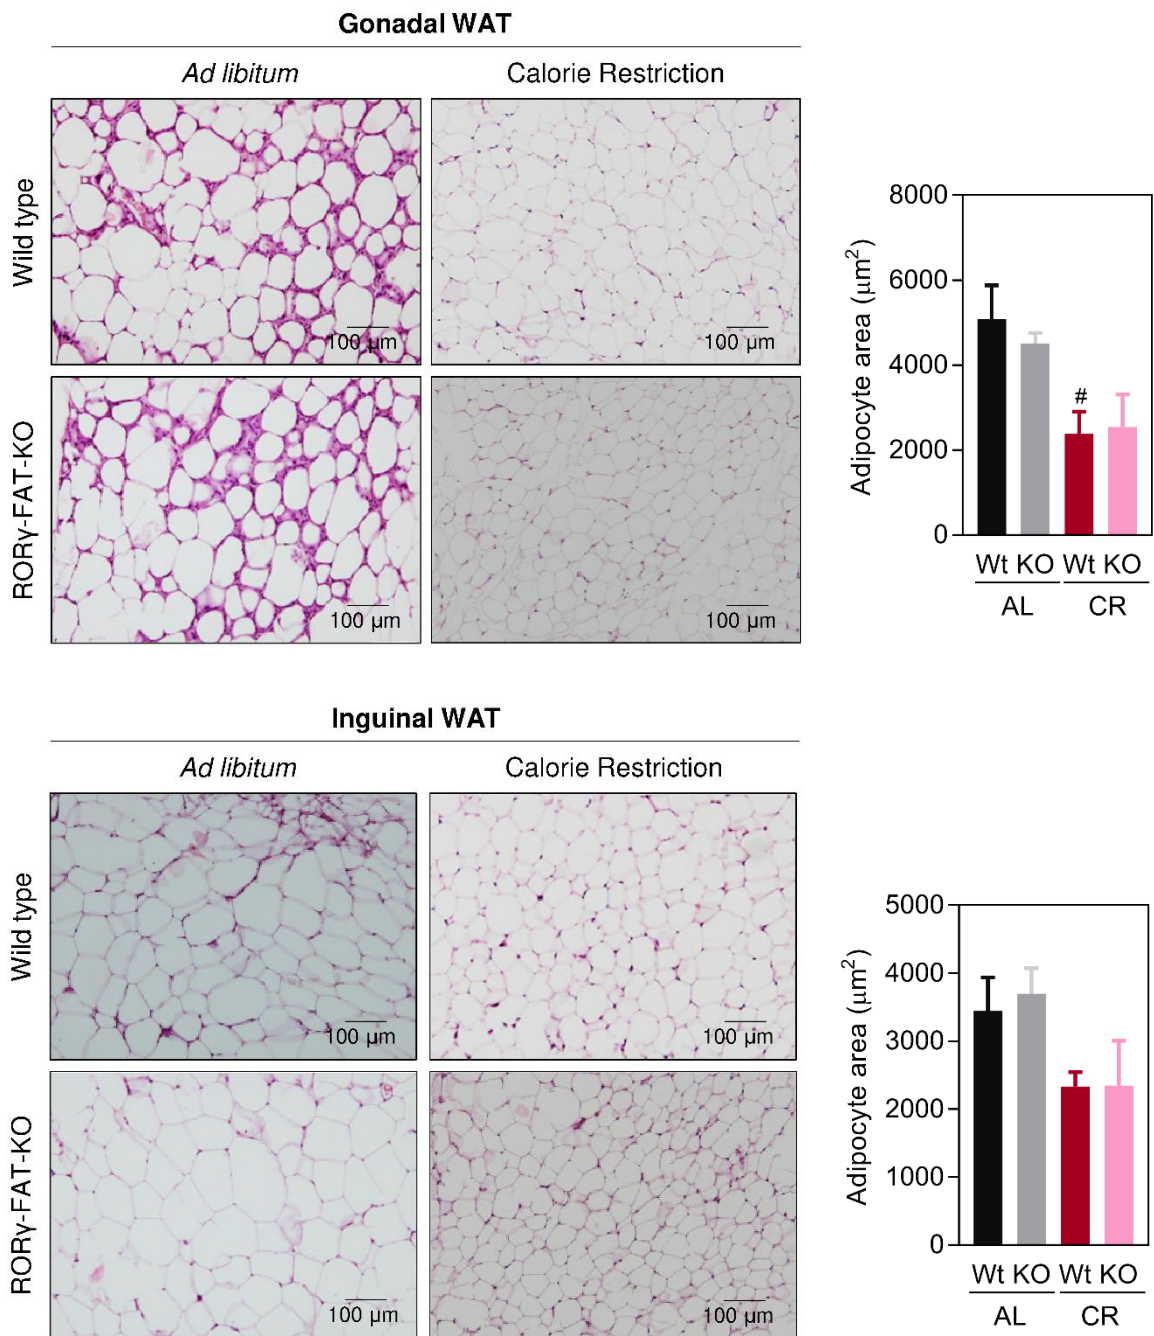 Gonadal WAT
Ad libitum
Calorie Restriction
Wild type
100 µm
100 µm
RORγ-FAT-KO
100 µm
100 µm
Adipocyte area (µm²)
8000
6000
4000
2000
0
#
Wt KO Wt KO
AL CR
Inguinal WAT
Ad libitum
Calorie Restriction
Wild type
100 µm
100 µm
RORγ-FAT-KO
100 µm
100 µm
Adipocyte area (µm²)
5000
4000
3000
2000
1000
0
Wt KO Wt KO
AL CR